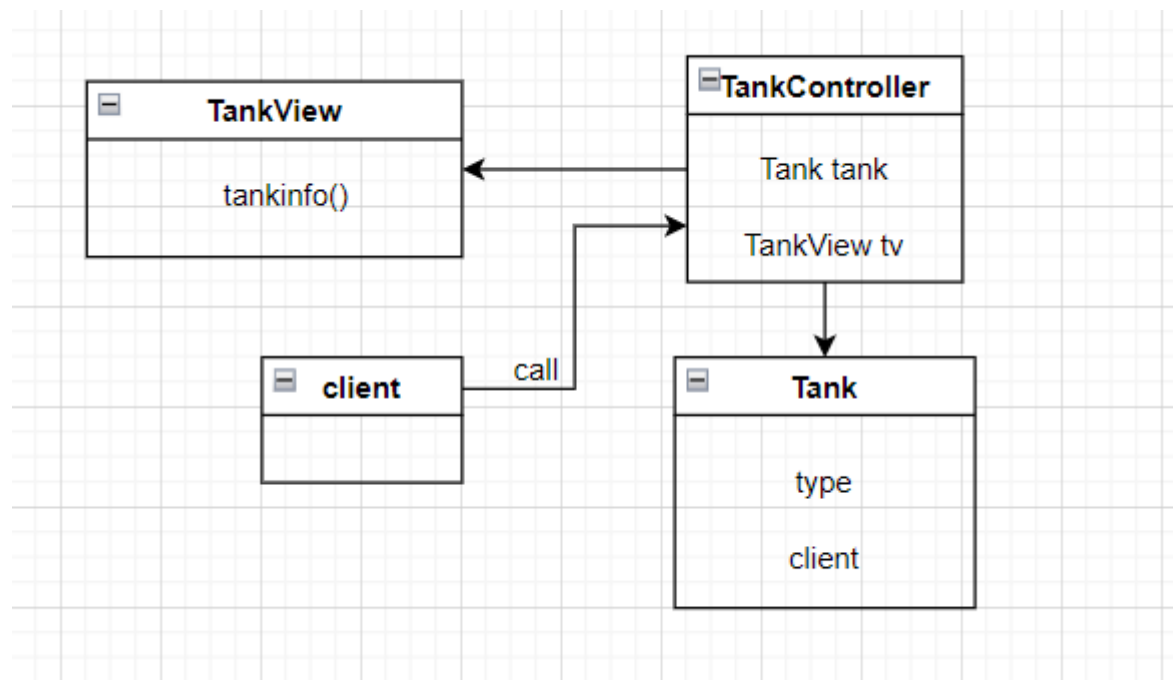 TankView
tankinfo()
TankController
Tank tank
TankView tv
client
call
Tank
type
client